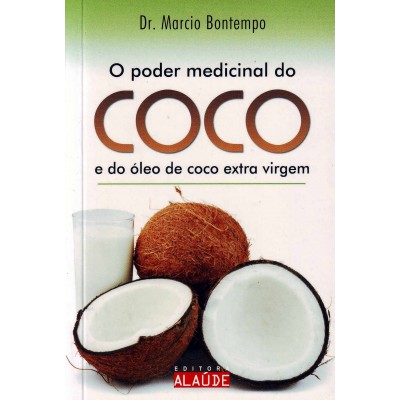 Dr. Marcio Bontempo
O poder medicinal do
COCO
e do óleo de coco extra virgem
EDITORA
ALAÚDE